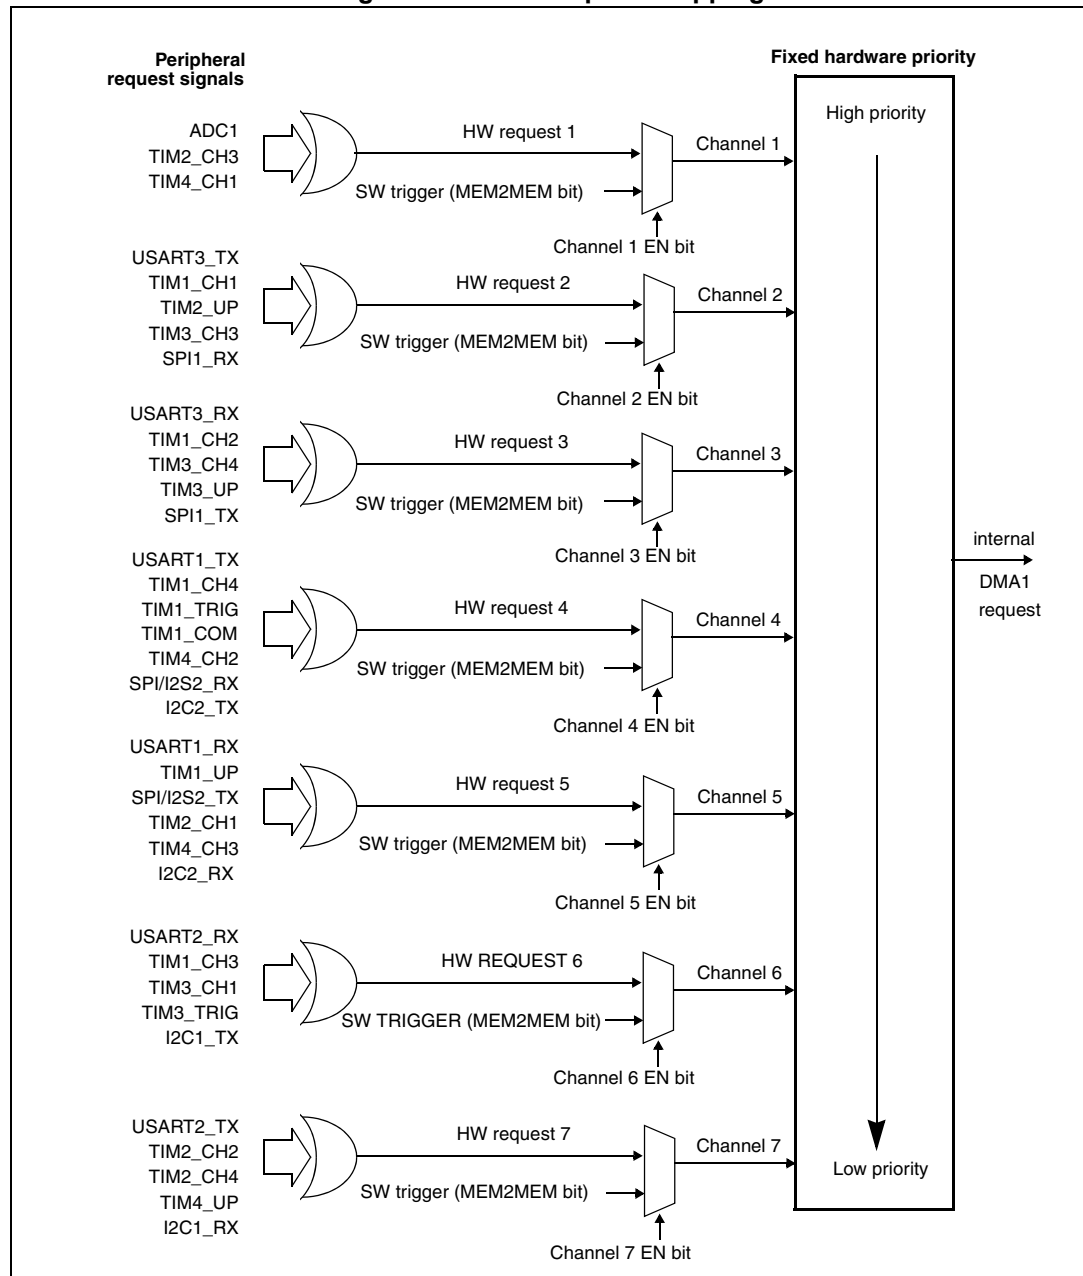 Peripheral
request signals
Fixed hardware priority
High priority
ADC1
TIM2_CH3
TIM4_CH1
HW request 1
SW trigger (MEM2MEM bit)
Channel 1
Channel 1 EN bit
USART3_TX
TIM1_CH1
TIM2_UP
TIM3_CH3
SPI1_RX
HW request 2
SW trigger (MEM2MEM bit)
Channel 2
Channel 2 EN bit
USART3_RX
TIM1_CH2
TIM3_CH4
TIM3_UP
SPI1_TX
HW request 3
SW trigger (MEM2MEM bit)
Channel 3
Channel 3 EN bit
internal
DMA1
request
USART1_TX
TIM1_CH4
TIM1_TRIG
TIM1_COM
TIM4_CH2
SPI/I2S2_RX
I2C2_TX
HW request 4
SW trigger (MEM2MEM bit)
Channel 4
Channel 4 EN bit
USART1_RX
TIM1_UP
SPI/I2S2_TX
TIM2_CH1
TIM4_CH3
I2C2_RX
HW request 5
SW trigger (MEM2MEM bit)
Channel 5
Channel 5 EN bit
USART2_RX
TIM1_CH3
TIM3_CH1
TIM3_TRIG
I2C1_TX
HW REQUEST 6
SW TRIGGER (MEM2MEM bit)
Channel 6
Channel 6 EN bit
USART2_TX
TIM2_CH2
TIM2_CH4
TIM4_UP
I2C1_RX
HW request 7
SW trigger (MEM2MEM bit)
Channel 7
Channel 7 EN bit
Low priority